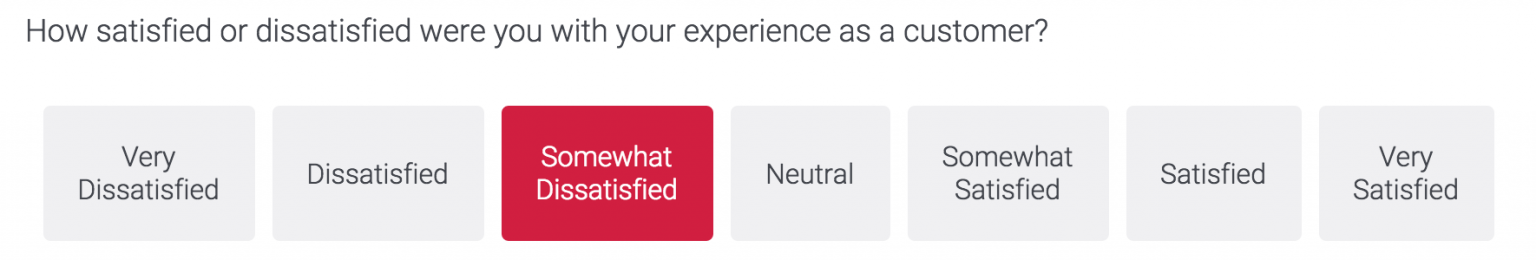 How satisfied or dissatisfied were you with your experience as a customer?
Very
Dissatisfied
Dissatisfied
Somewhat
Dissatisfied
Neutral
Somewhat
Satisfied
Satisfied
Very
Satisfied